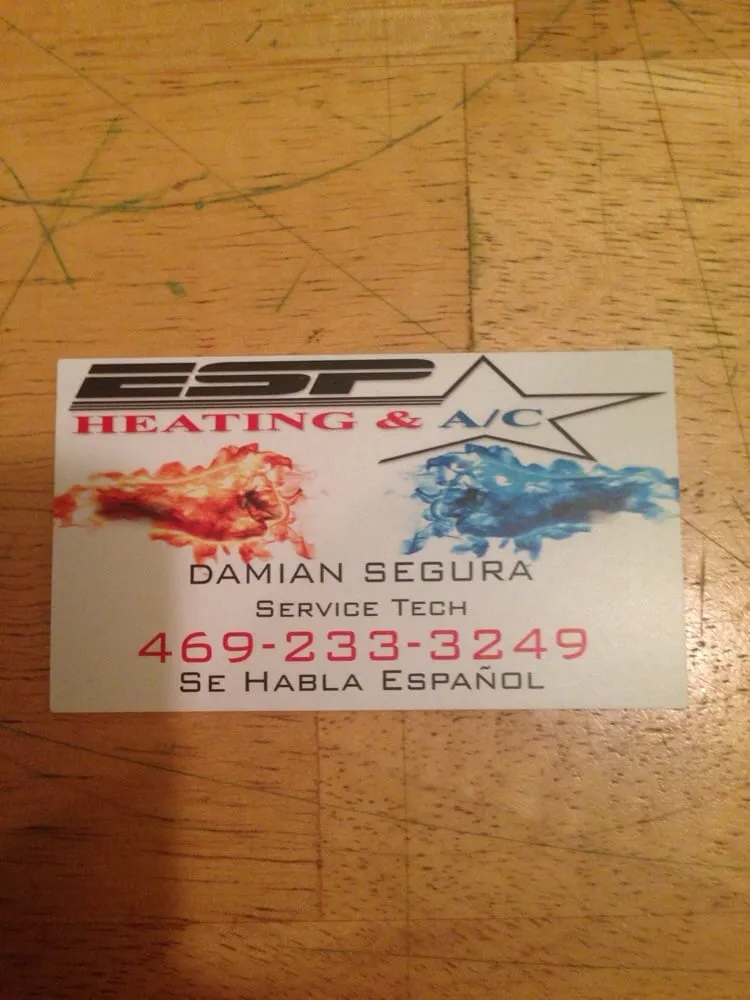 ESP
HEATING & A/C
DAMIAN SEGURA
SERVICE TECH
469-233-3249
SE HABLA ESPAÑOL